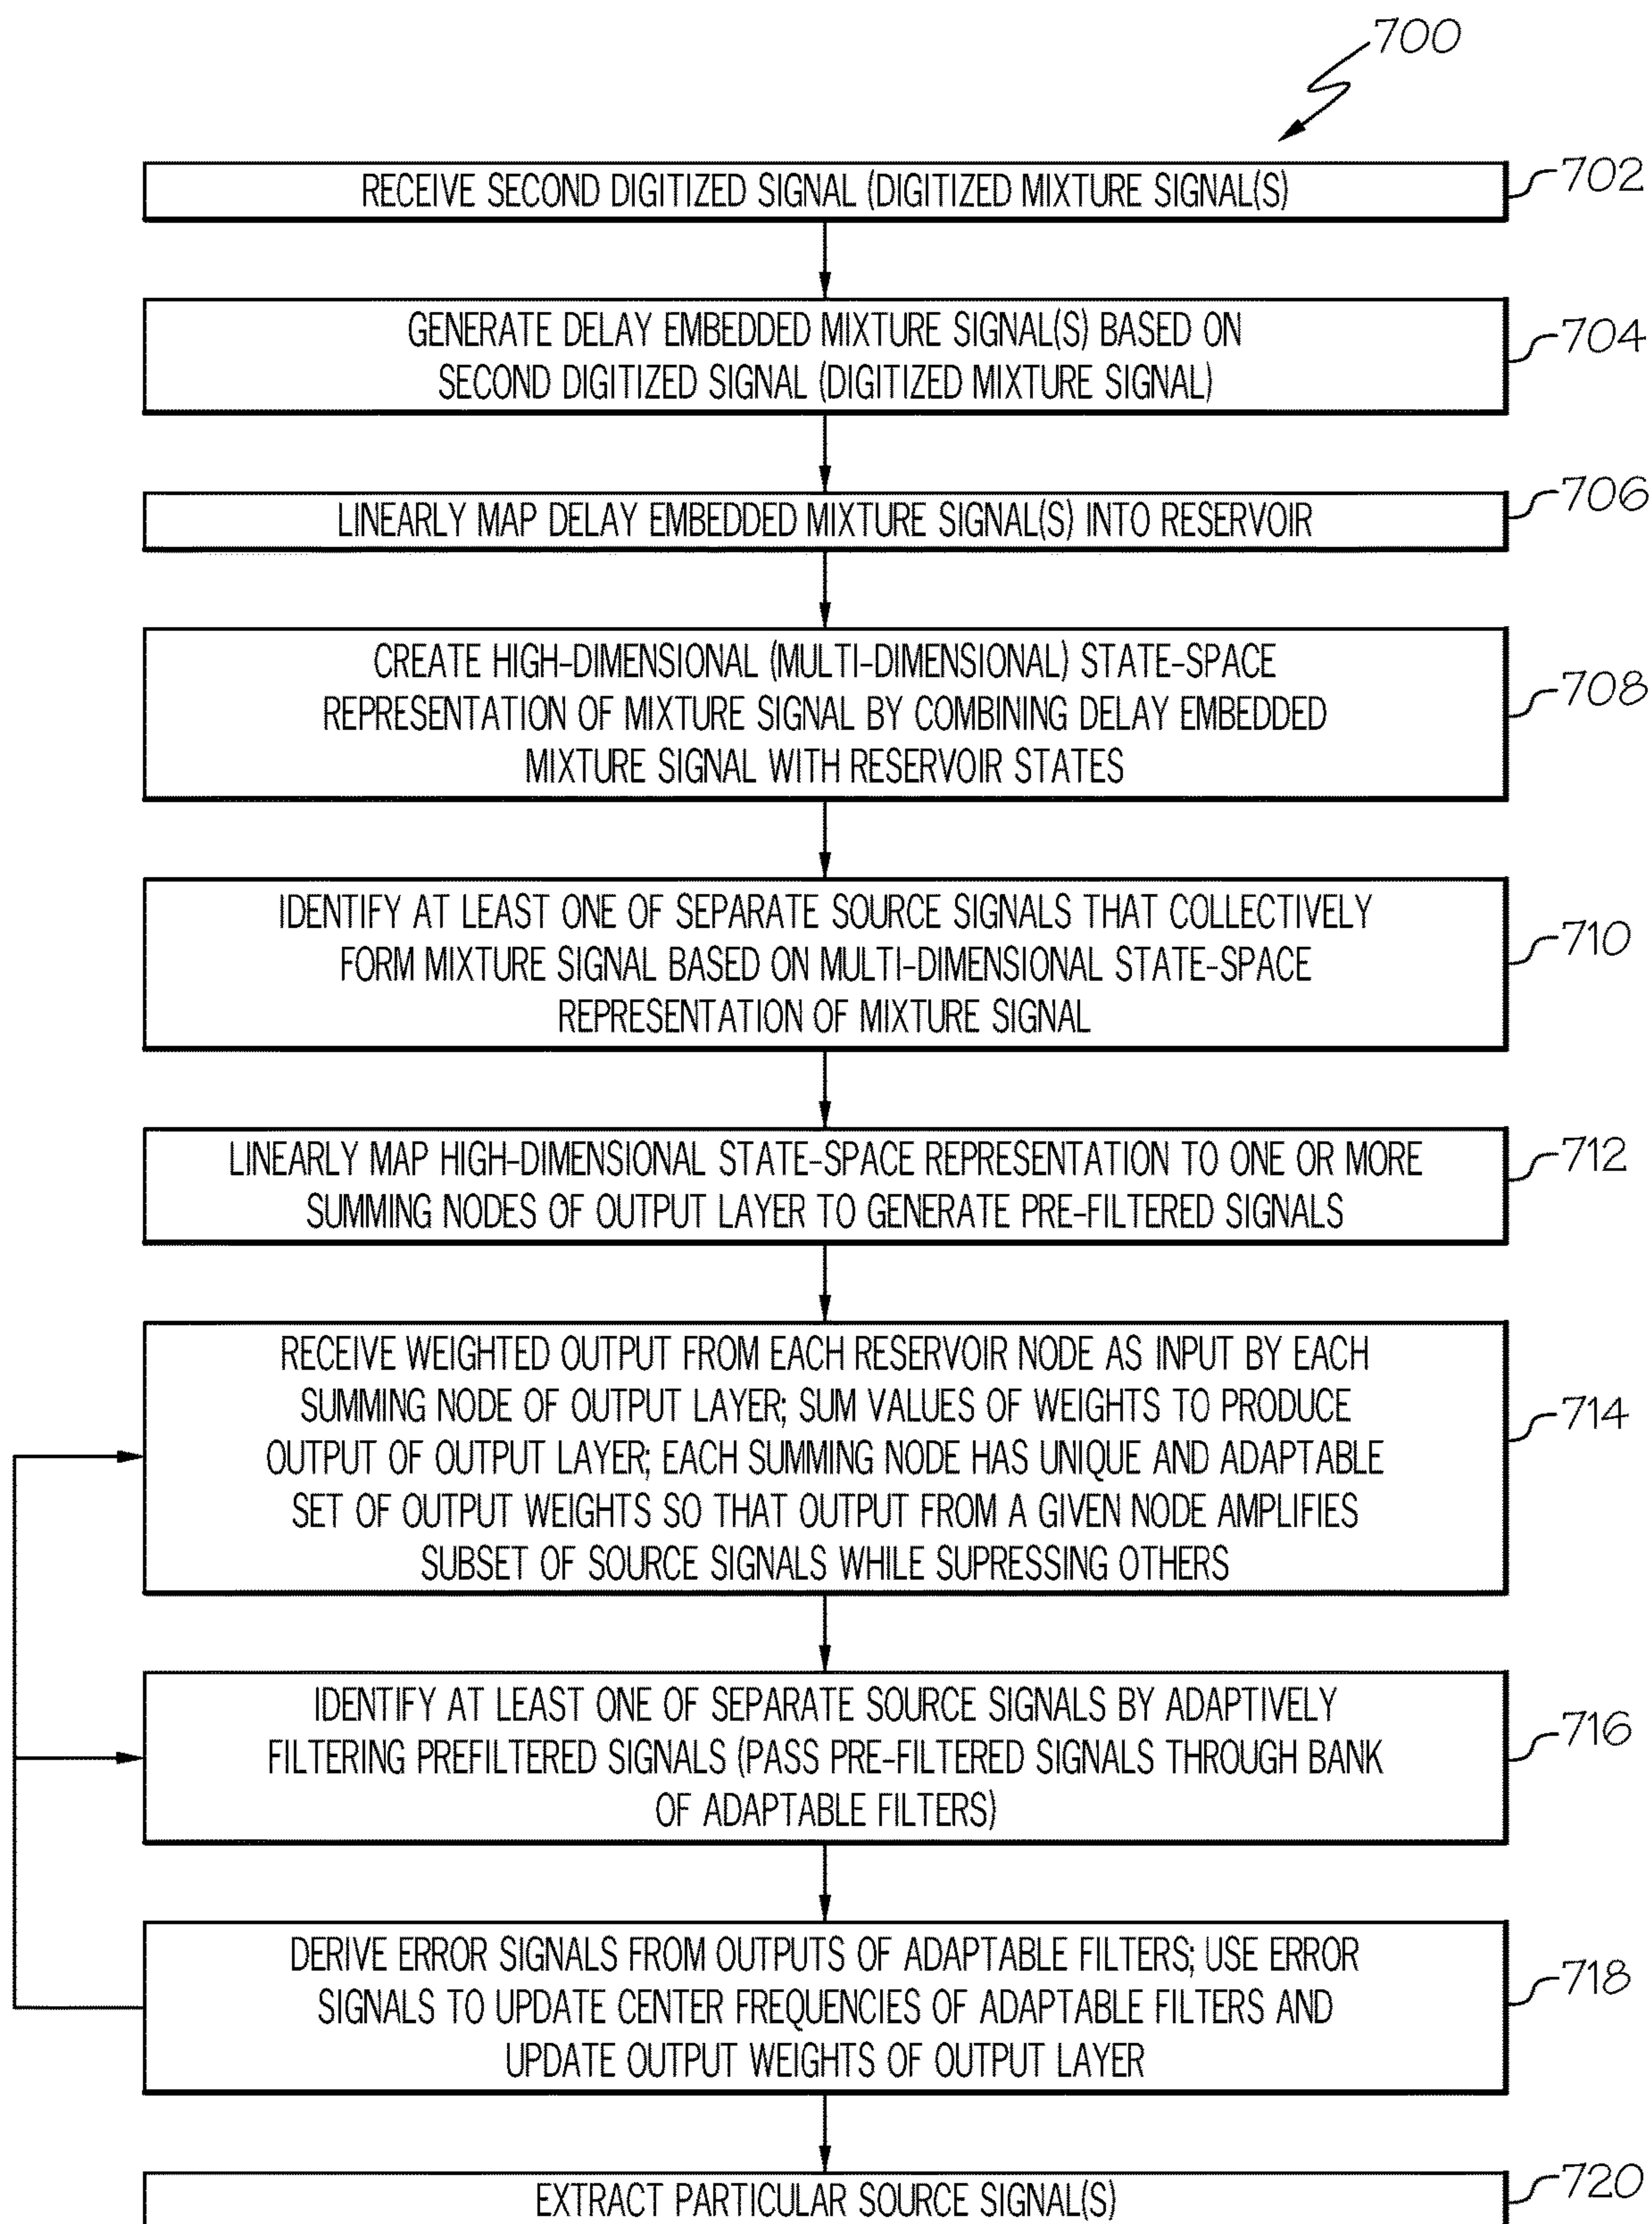 700
RECEIVE SECOND DIGITIZED SIGNAL (DIGITIZED MIXTURE SIGNAL(S)
702
GENERATE DELAY EMBEDDED MIXTURE SIGNAL(S) BASED ON
SECOND DIGITIZED SIGNAL (DIGITIZED MIXTURE SIGNAL)
704
LINEARLY MAP DELAY EMBEDDED MIXTURE SIGNAL(S) INTO RESERVOIR
706
CREATE HIGH-DIMENSIONAL (MULTI-DIMENSIONAL) STATE-SPACE
REPRESENTATION OF MIXTURE SIGNAL BY COMBINING DELAY EMBEDDED
MIXTURE SIGNAL WITH RESERVOIR STATES
708
IDENTIFY AT LEAST ONE OF SEPARATE SOURCE SIGNALS THAT COLLECTIVELY
FORM MIXTURE SIGNAL BASED ON MULTI-DIMENSIONAL STATE-SPACE
REPRESENTATION OF MIXTURE SIGNAL
710
LINEARLY MAP HIGH-DIMENSIONAL STATE-SPACE REPRESENTATION TO ONE OR MORE
SUMMING NODES OF OUTPUT LAYER TO GENERATE PRE-FILTERED SIGNALS
712
RECEIVE WEIGHTED OUTPUT FROM EACH RESERVOIR NODE AS INPUT BY EACH
SUMMING NODE OF OUTPUT LAYER; SUM VALUES OF WEIGHTS TO PRODUCE
OUTPUT OF OUTPUT LAYER; EACH SUMMING NODE HAS UNIQUE AND ADAPTABLE
SET OF OUTPUT WEIGHTS SO THAT OUTPUT FROM A GIVEN NODE AMPLIFIES
SUBSET OF SOURCE SIGNALS WHILE SUPRESSING OTHERS
714
IDENTIFY AT LEAST ONE OF SEPARATE SOURCE SIGNALS BY ADAPTIVELY
FILTERING PREFILTERED SIGNALS (PASS PRE-FILTERED SIGNALS THROUGH BANK
OF ADAPTABLE FILTERS)
716
DERIVE ERROR SIGNALS FROM OUTPUTS OF ADAPTABLE FILTERS; USE ERROR
SIGNALS TO UPDATE CENTER FREQUENCIES OF ADAPTABLE FILTERS AND
UPDATE OUTPUT WEIGHTS OF OUTPUT LAYER
718
EXTRACT PARTICULAR SOURCE SIGNAL(S)
720